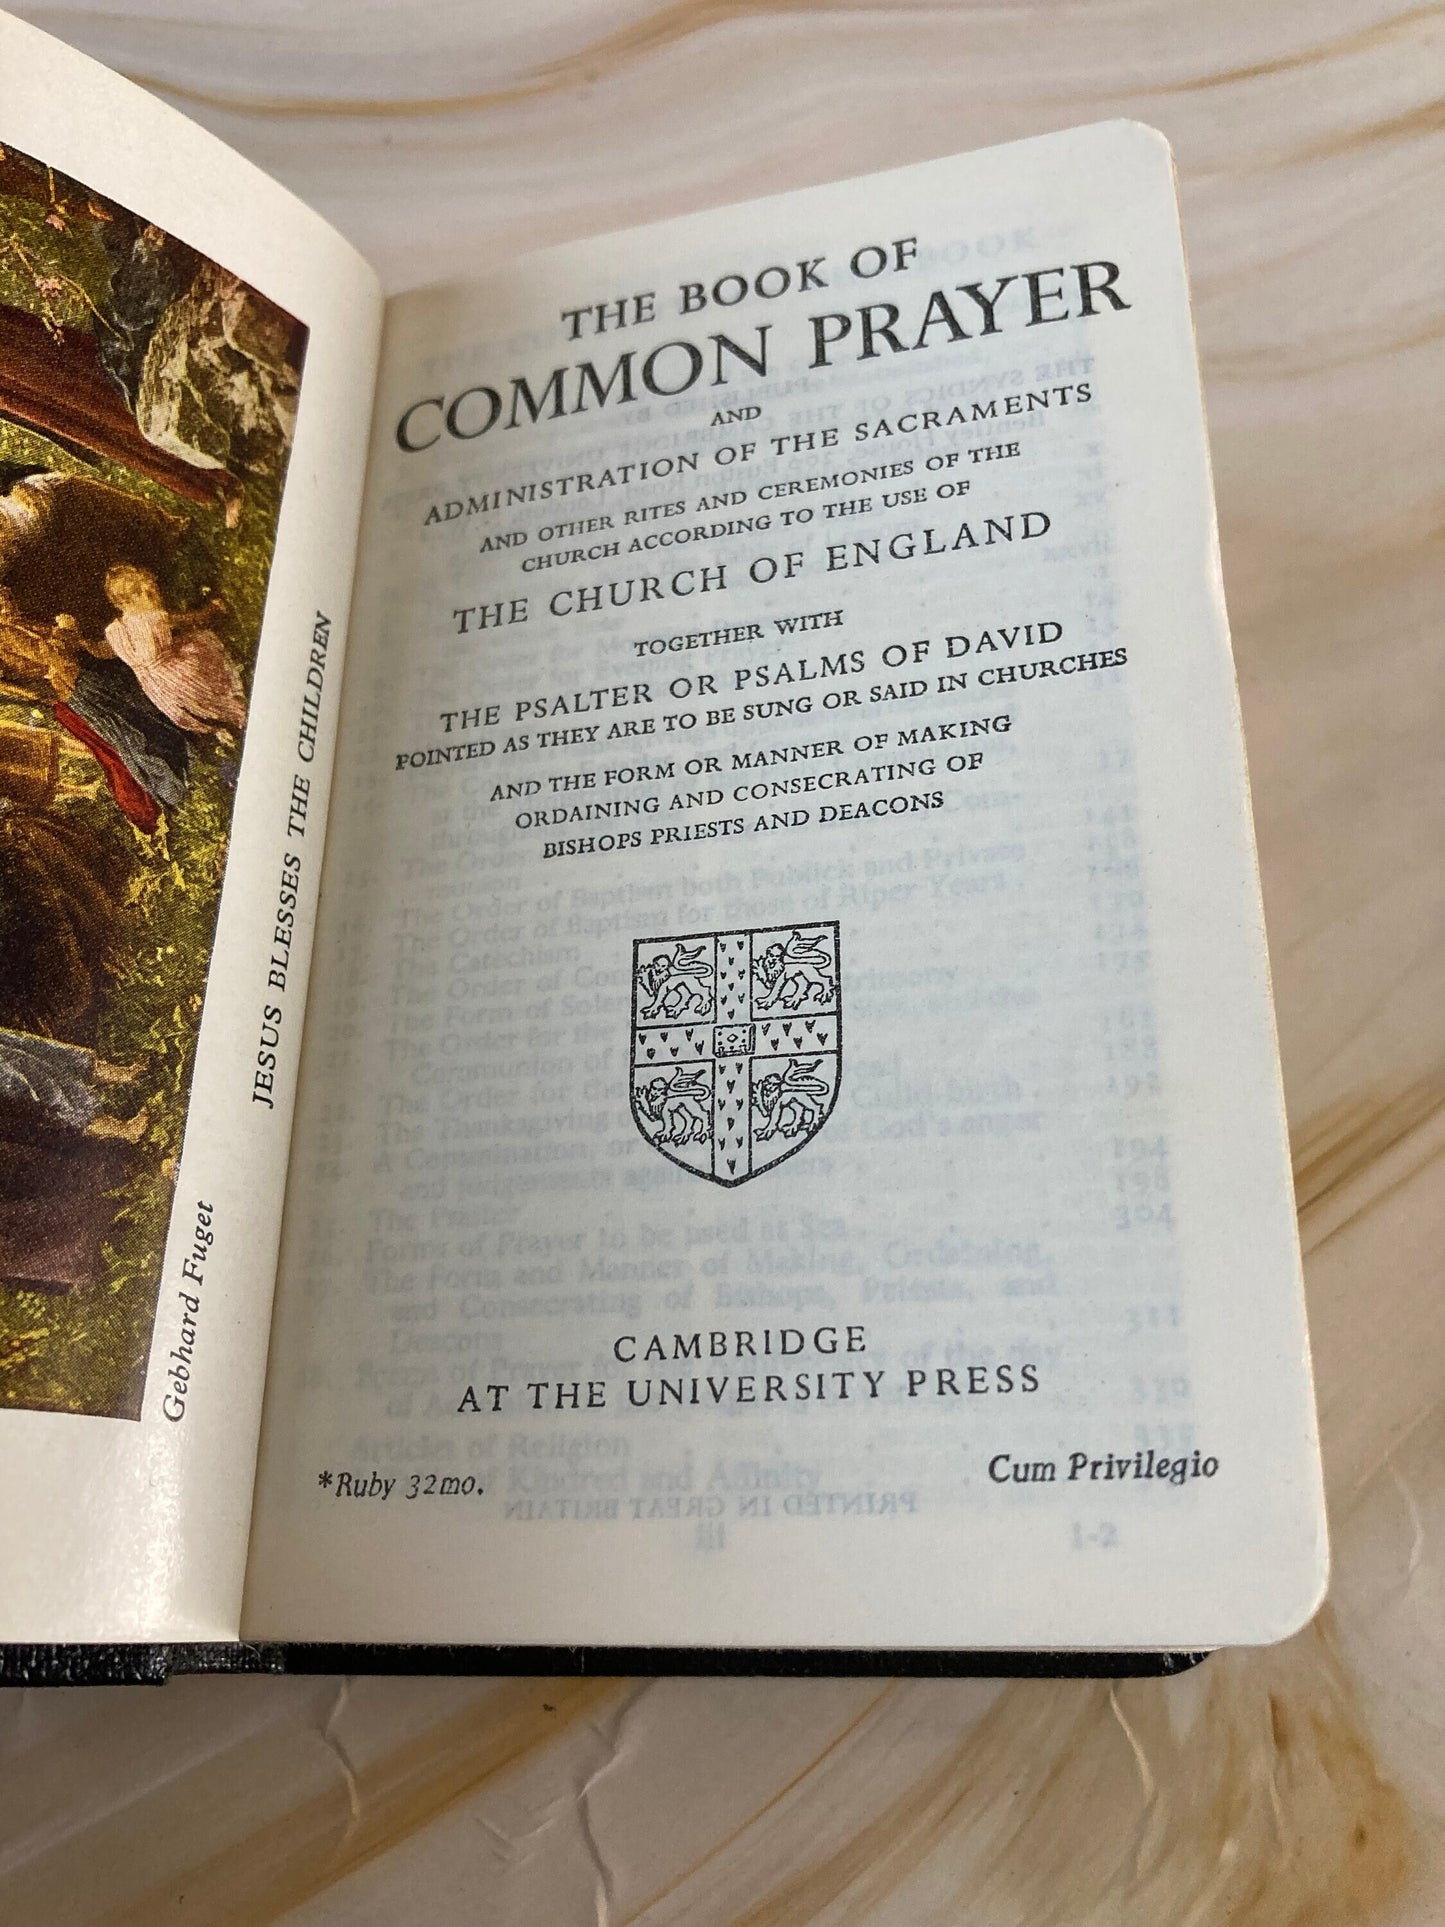 JESUS BLESSES THE CHILDREN
Gebhard Fuget
THE BOOK OF
COMMON PRAYER
AND
ADMINISTRATION OF THE SACRAMENTS
AND OTHER RITES AND CEREMONIES OF THE
CHURCH ACCORDING TO THE USE OF
THE CHURCH OF ENGLAND
TOGETHER WITH
THE PSALTER OR PSALMS OF DAVID
POINTED AS THEY ARE TO BE SUNG OR SAID IN CHURCHES
AND THE FORM OR MANNER OF MAKING
ORDAINING AND CONSECRATING OF
BISHOPS PRIESTS AND DEACONS
CAMBRIDGE
AT THE UNIVERSITY PRESS
*Ruby 32mo.
Cum Privilegio